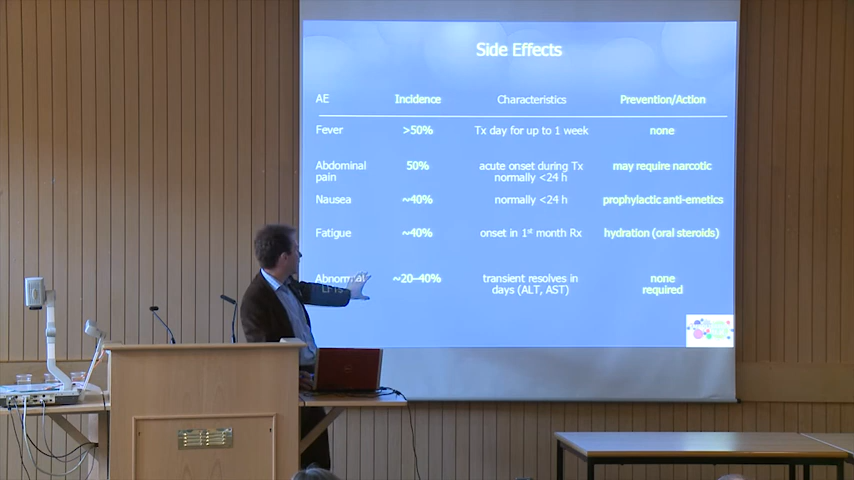 Side Effects
AE Incidence Characteristics Prevention/Action
Fever >50% Tx day for up to 1 week none
Abdominal pain 50% acute onset during Tx normally <24 h may require narcotic
Nausea ~40% normally <24 h prophylactic anti-emetics
Fatigue ~40% onset in 1st month Rx hydration (oral steroids)
Abnormal LFTs ~20–40% transient resolves in days (ALT, AST) none required